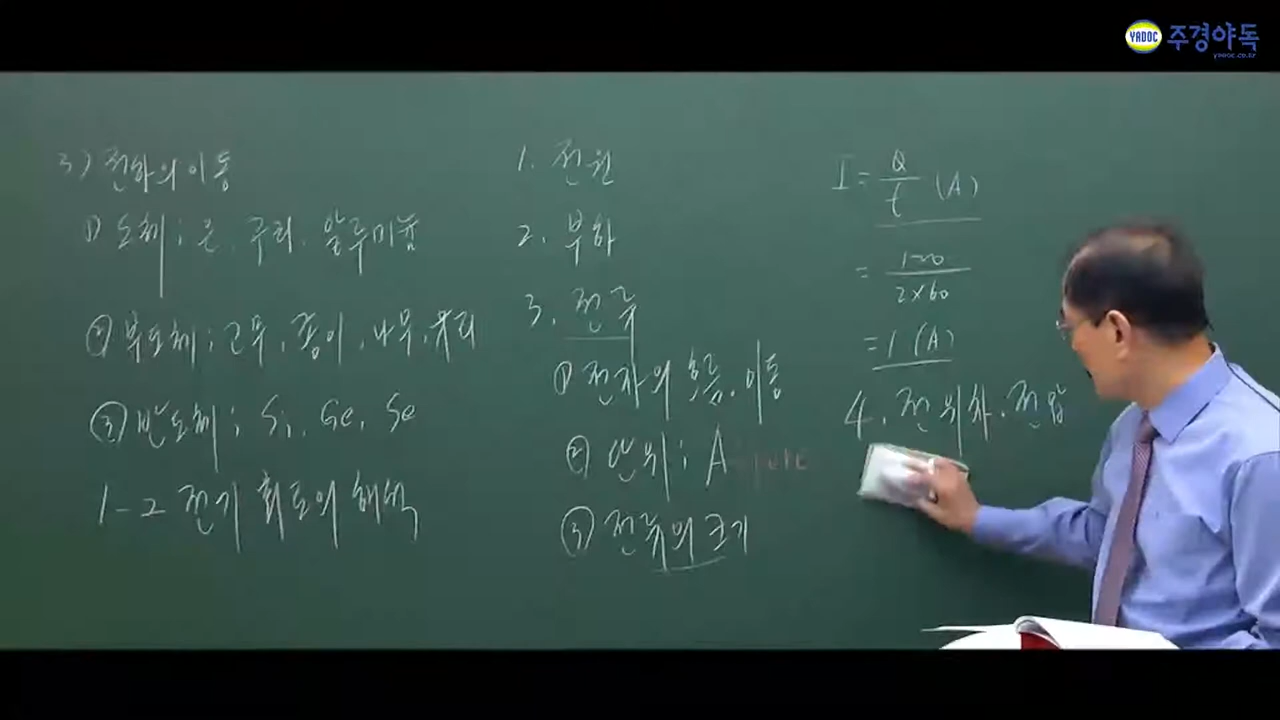 YADOC 주경야독
yadoc.co.kr
3) 전하의 이동
① 도체 ; 은, 구리, 알루미늄
② 부도체 ; 고무, 종이, 나무, 유리
③ 반도체 ; Si, Ge, Se
1-2 전기 회로의 해석
1. 전원
2. 부하
3. 전류
① 전자의 흐름, 이동
② 단위 ; A
③ 전류의 크기
I = Q/t (A)
= 120/2×60
= 1 (A)
4. 전위차, 전압